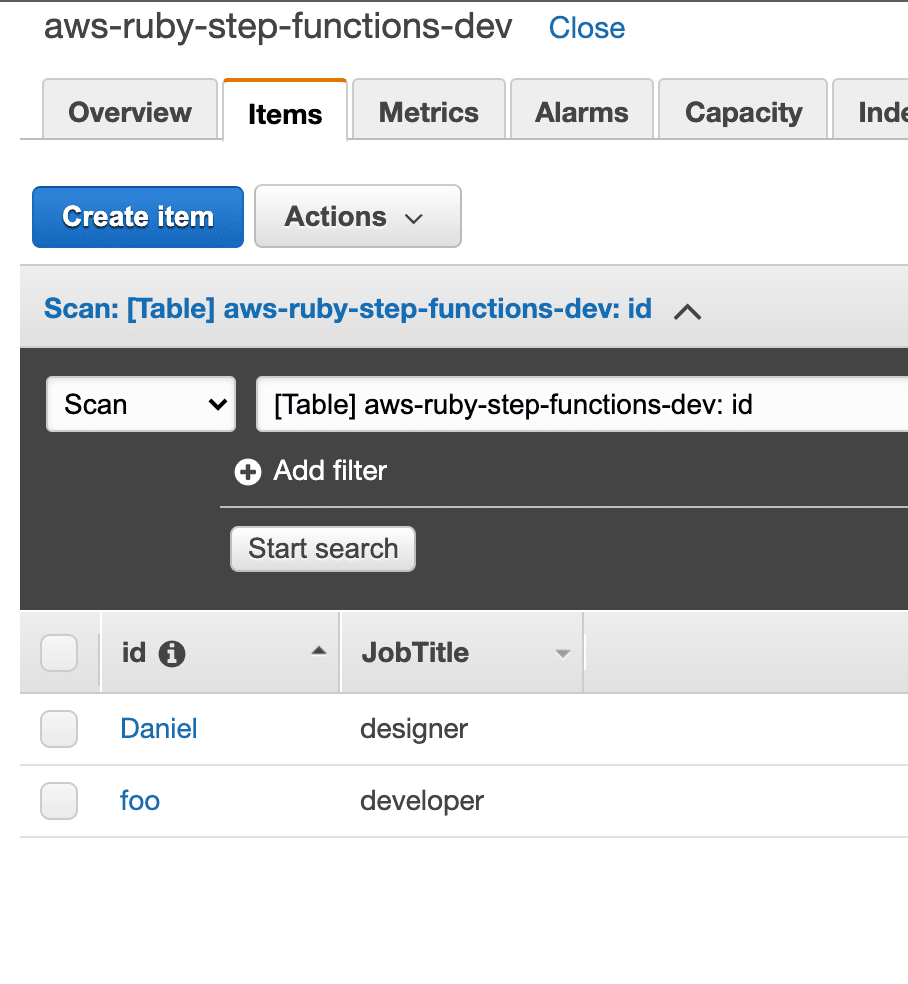 aws-ruby-step-functions-dev Close
Overview Items Metrics Alarms Capacity Inde
Create item Actions
Scan: [Table] aws-ruby-step-functions-dev: id
Scan [Table] aws-ruby-step-functions-dev: id
Add filter
Start search
id JobTitle
Daniel designer
foo developer